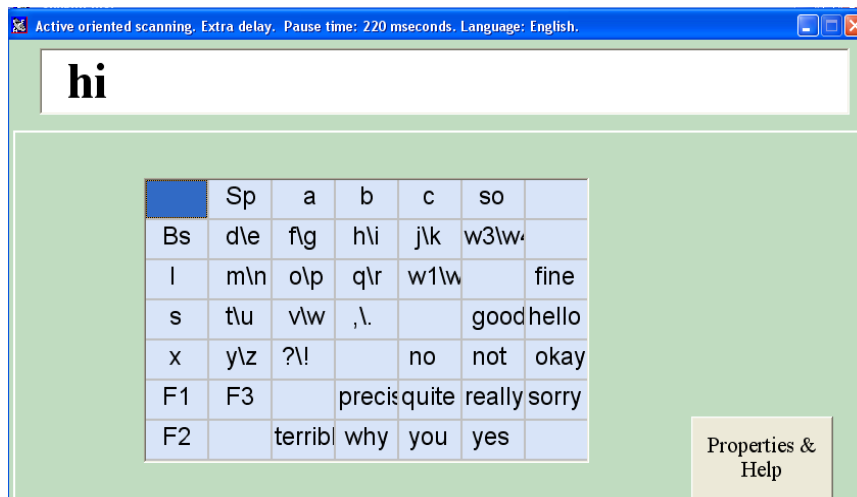 Active oriented scanning. Extra delay. Pause time: 220 mseconds. Language: English.
hi
Sp a b c so
Bs d\e f\g h\i j\k w3\w4
l m\n o\p q\r w1\w fine
s t\u v\w ,\. good hello
x y\z ?\! no not okay
F1 F3 precis quite really sorry
F2 terribl why you yes
Properties &
Help